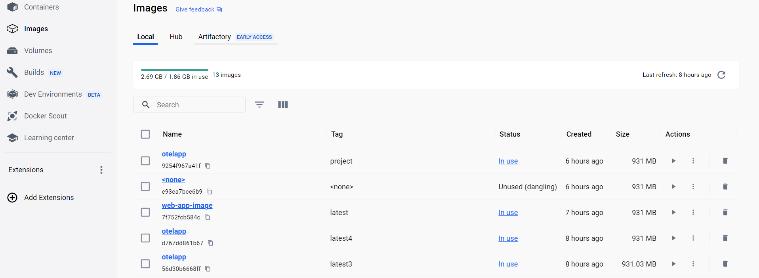 Containers
Images
Volumes
Builds NEW
Dev Environments BETA
Docker Scout
Learning center
Extensions
Add Extensions
Images Give feedback
Local Hub Artifactory EARLY ACCESS
2.69 GB / 1.86 GB in use 13 images Last refresh: 8 hours ago
Search
Name Tag Status Created Size Actions
otelapp
9254f967a41f project In use 6 hours ago 931 MB
<none>
<none> Unused (dangling) 6 hours ago 931 MB
web-app-image
7f752fcb584c latest In use 7 hours ago 931 MB
otelapp
latest4 In use 8 hours ago 931 MB
otelapp
56d30b6668ff latest3 In use 8 hours ago 931.03 MB